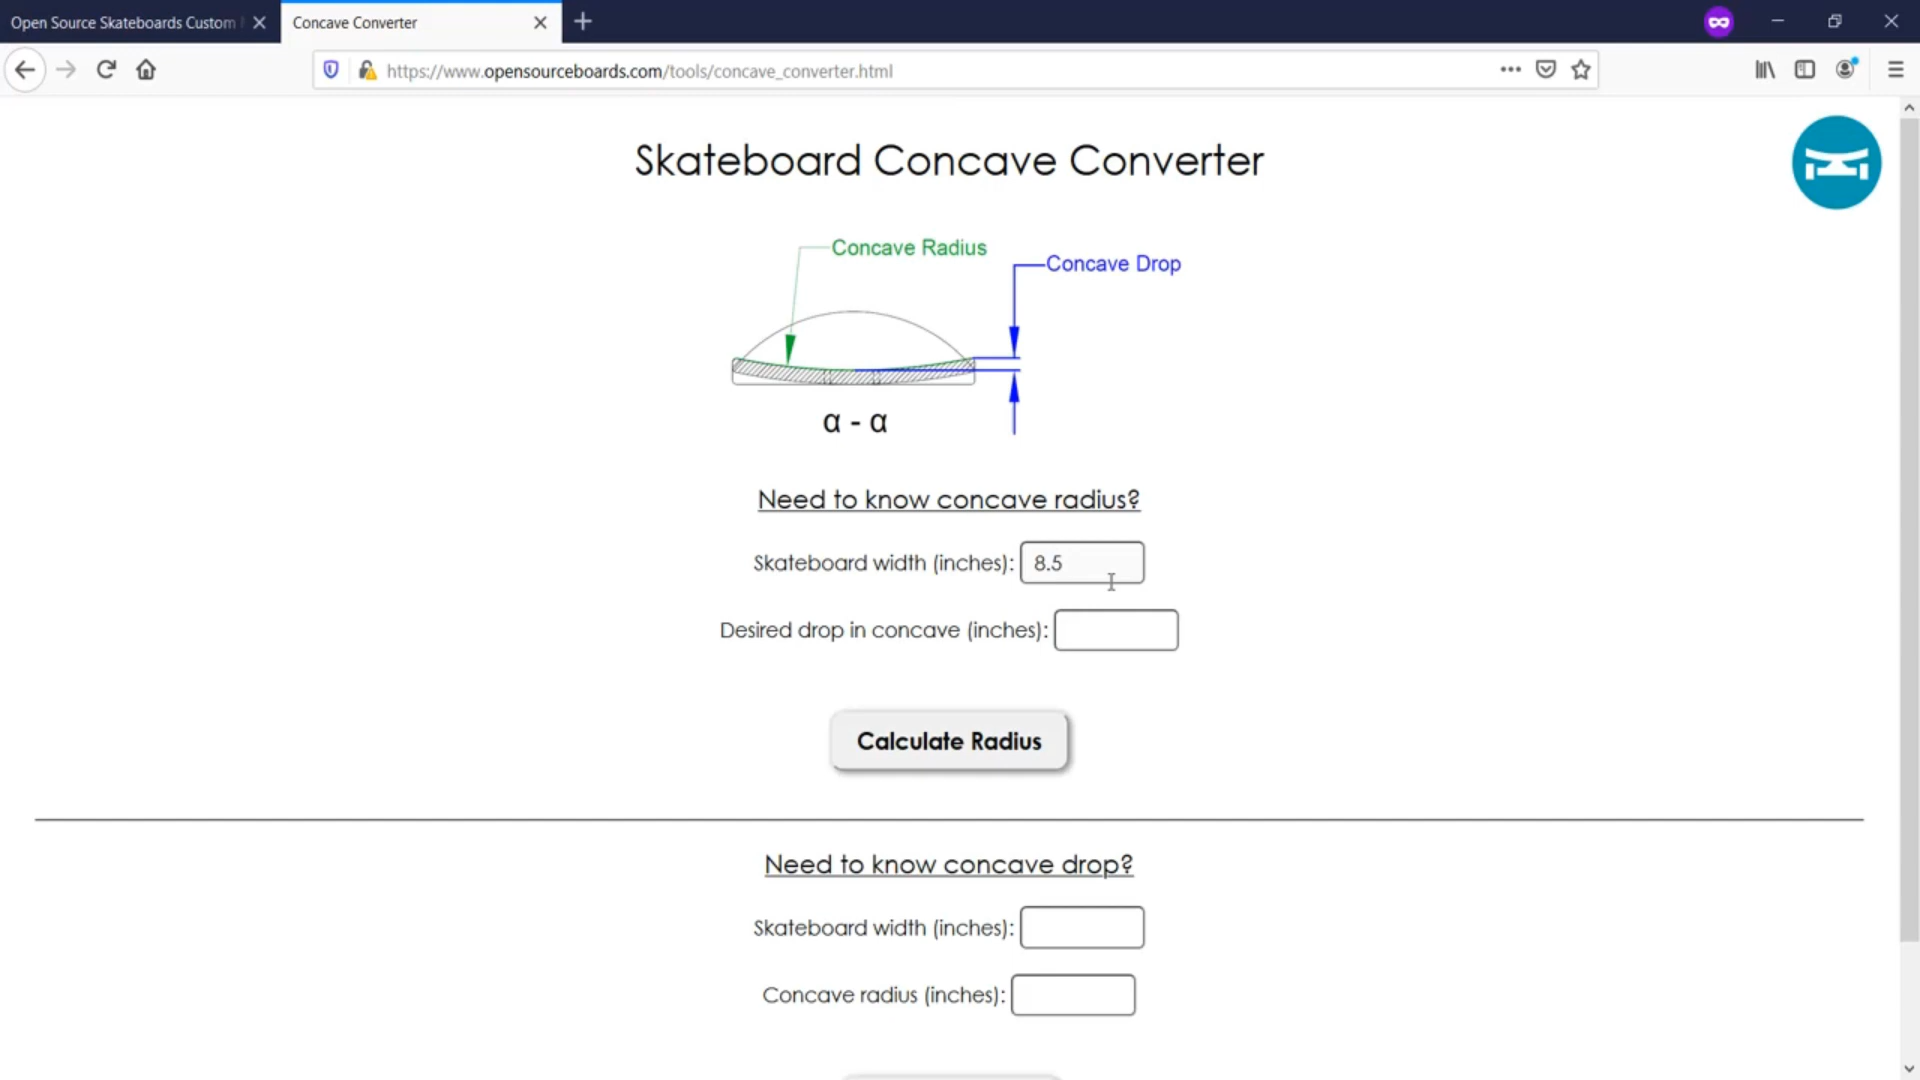 Open Source Skateboards Custom
Concave Converter
https://www.opensourceboards.com/tools/concave_converter.html
Skateboard Concave Converter
Concave Radius
Concave Drop
α - α
Need to know concave radius?
Skateboard width (inches): 8.5
Desired drop in concave (inches):
Calculate Radius
Need to know concave drop?
Skateboard width (inches):
Concave radius (inches):